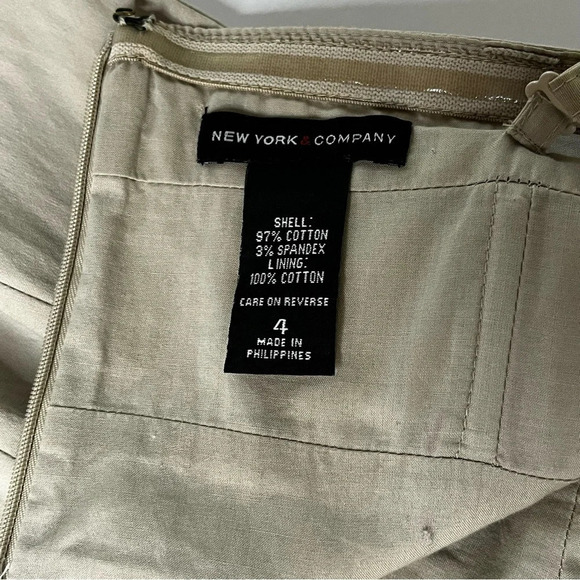 NEW YORK & COMPANY
SHELL:
97% COTTON
3% SPANDEX
LINING:
100% COTTON
CARE ON REVERSE
4
MADE IN
PHILIPPINES